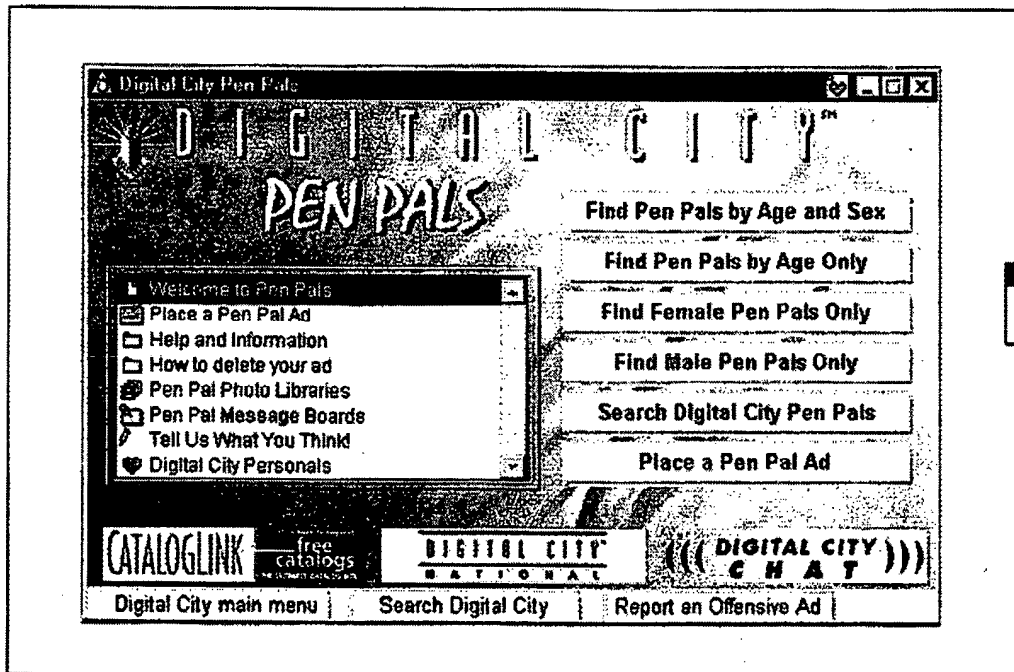 Digital City Pen Pals
DIGITAL CITY℠
PEN PALS
Welcome to Pen Pals
Place a Pen Pal Ad
Help and Information
How to delete your ad
Pen Pal Photo Libraries
Pen Pal Message Boards
Tell Us What You Think!
Digital City Personals
Find Pen Pals by Age and Sex
Find Pen Pals by Age Only
Find Female Pen Pals Only
Find Male Pen Pals Only
Search Digital City Pen Pals
Place a Pen Pal Ad
CATALOGLINK
free
catalogs
DIGITAL CITY
NATIONAL
((( DIGITAL CITY )))
CHAT
Digital City main menu
Search Digital City
Report an Offensive Ad